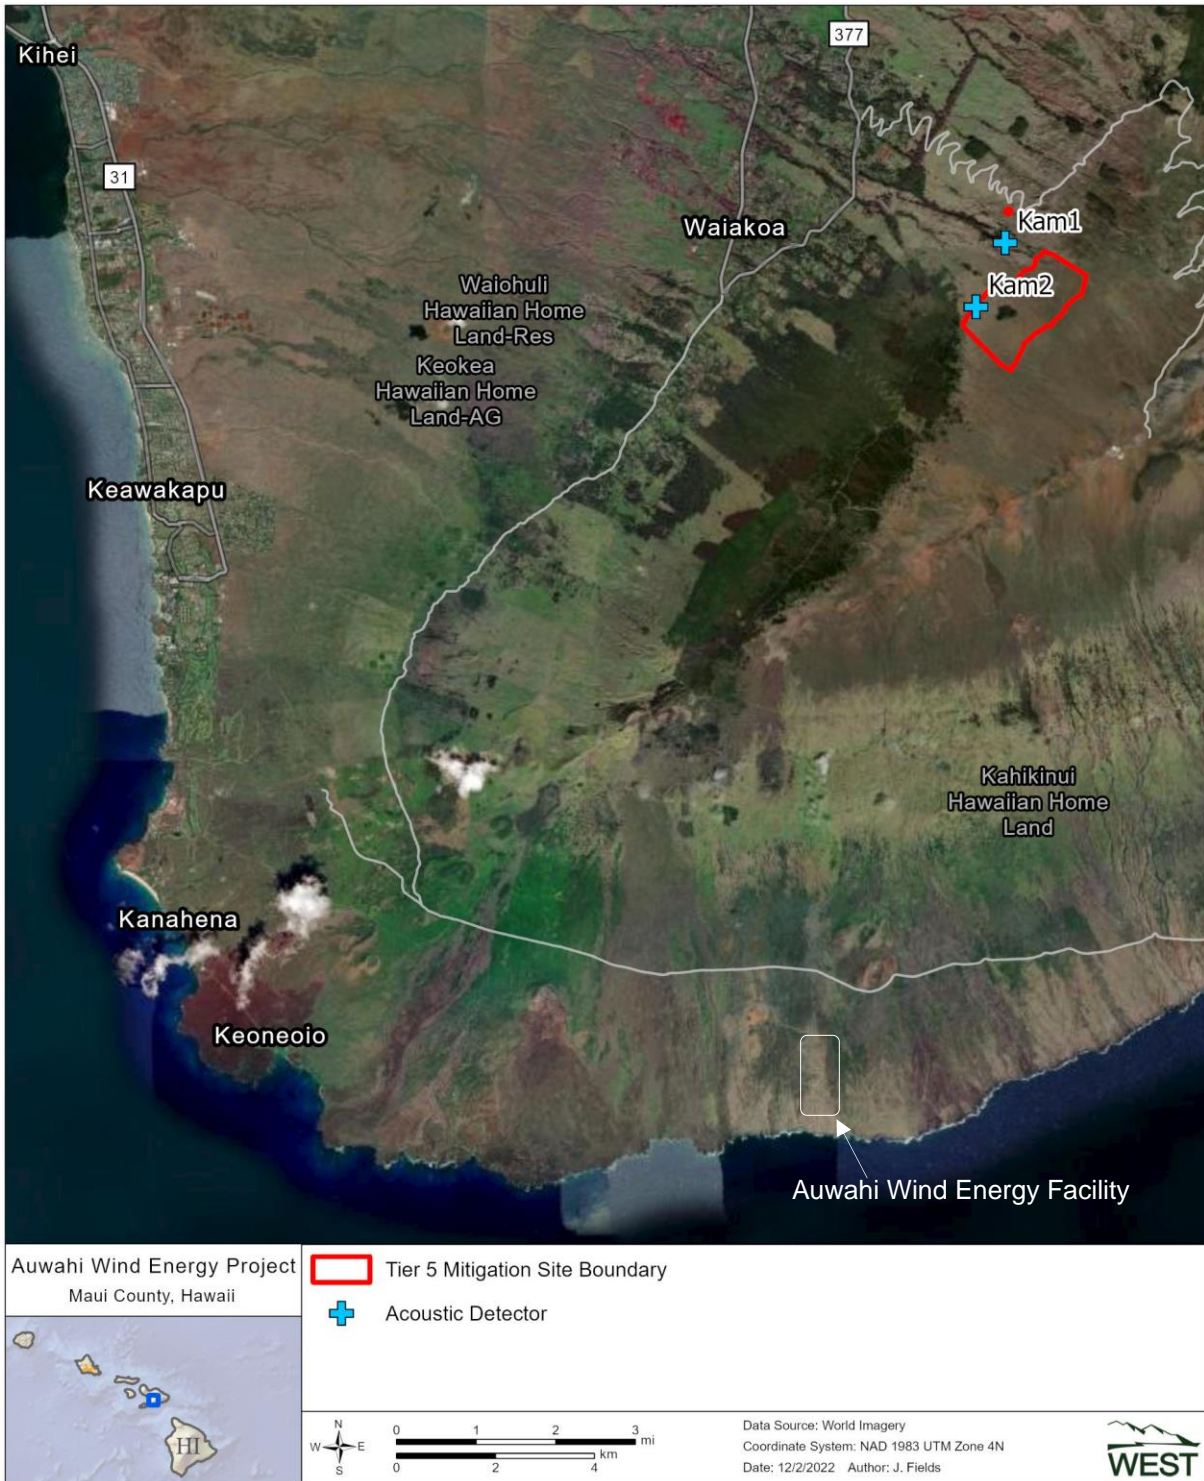 377
Kihei
31
Kam1
Waiakoa
Kam2
Waiohuli
Hawaiian Home
Land-Res
Keokea
Hawaiian Home
Land-AG
Keawakapu
Kahikinui
Hawaiian Home
Land
Kanahena
Keoneoio
Auwahi Wind Energy Facility
Auwahi Wind Energy Project
Maui County, Hawaii
HI
Tier 5 Mitigation Site Boundary
Acoustic Detector
N
W E
S
0 1 2 3 mi
0 2 4 km
Data Source: World Imagery
Coordinate System: NAD 1983 UTM Zone 4N
Date: 12/2/2022 Author: J. Fields
WEST